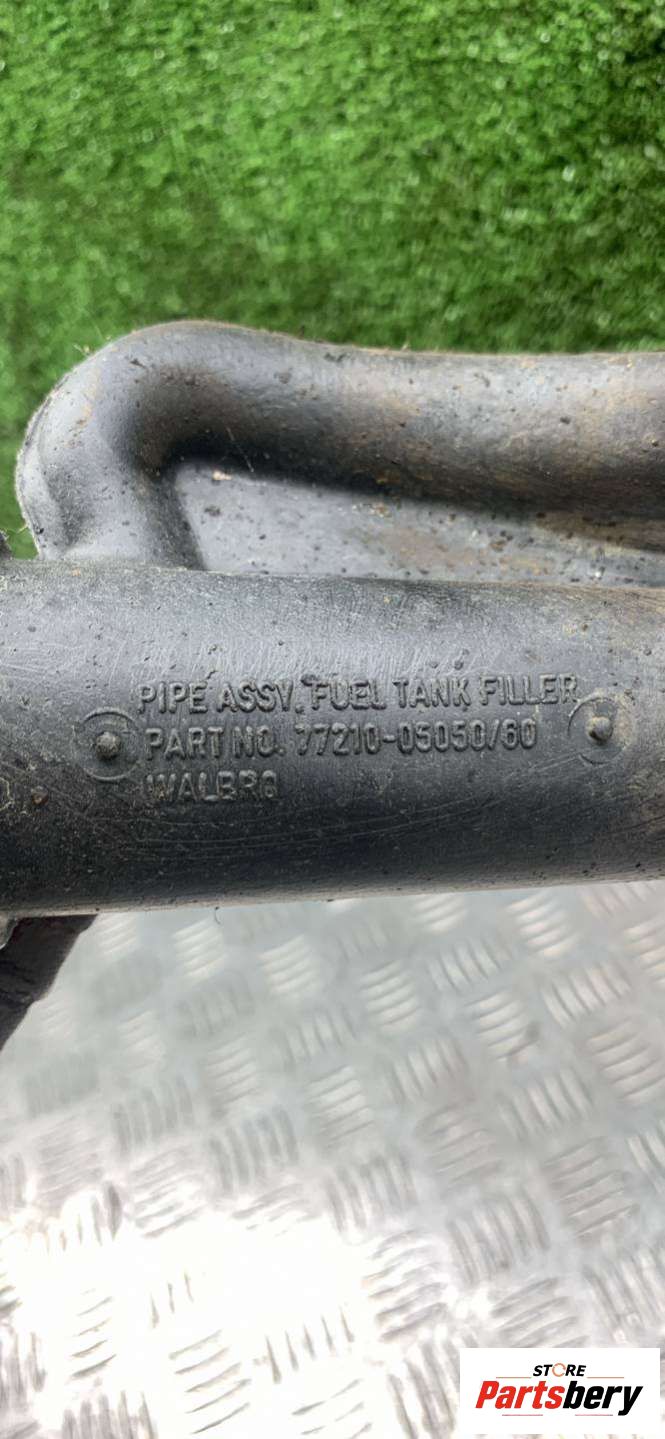 PIPE ASSY, FUEL TANK FILLER
PART NO. 77210-05050/60
WALBRO
STORE
Partsbery